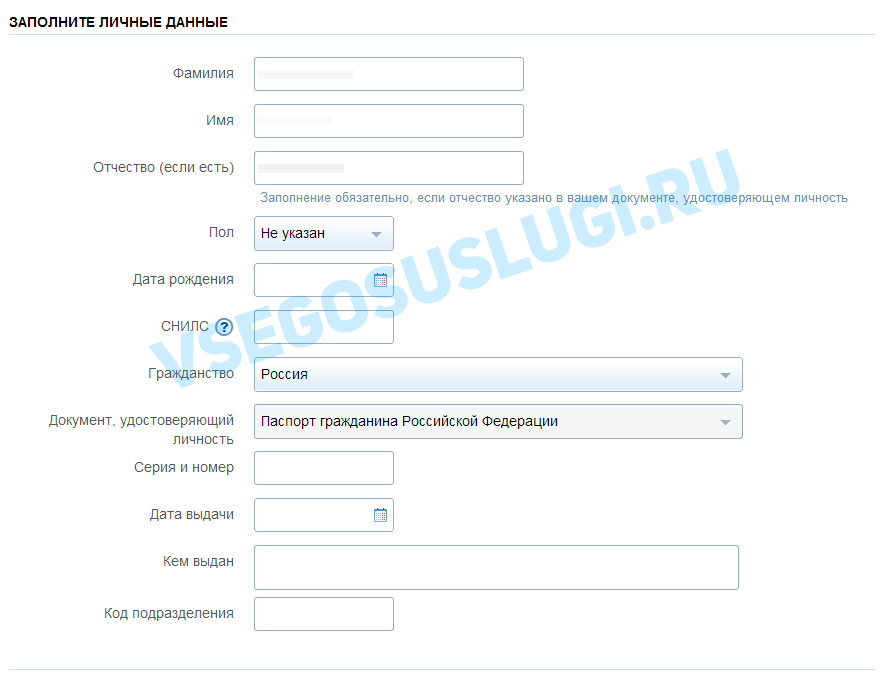 ЗАПОЛНИТЕ ЛИЧНЫЕ ДАННЫЕ
Фамилия
Имя
Отчество (если есть)
Заполнение обязательно, если отчество указано в вашем документе, удостоверяющем личность
Пол Не указан
Дата рождения
СНИЛС ?
Гражданство Россия
Документ, удостоверяющий Паспорт гражданина Российской Федерации
личность
Серия и номер
Дата выдачи
Кем выдан
Код подразделения
VSEGOSUSLUGI.RU